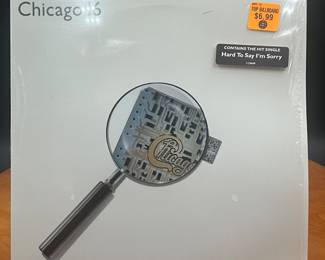 Chicago 16
TOP BILLBOARD
$6.99
CONTAINS THE HIT SINGLE
Hard To Say I'm Sorry
Chicago